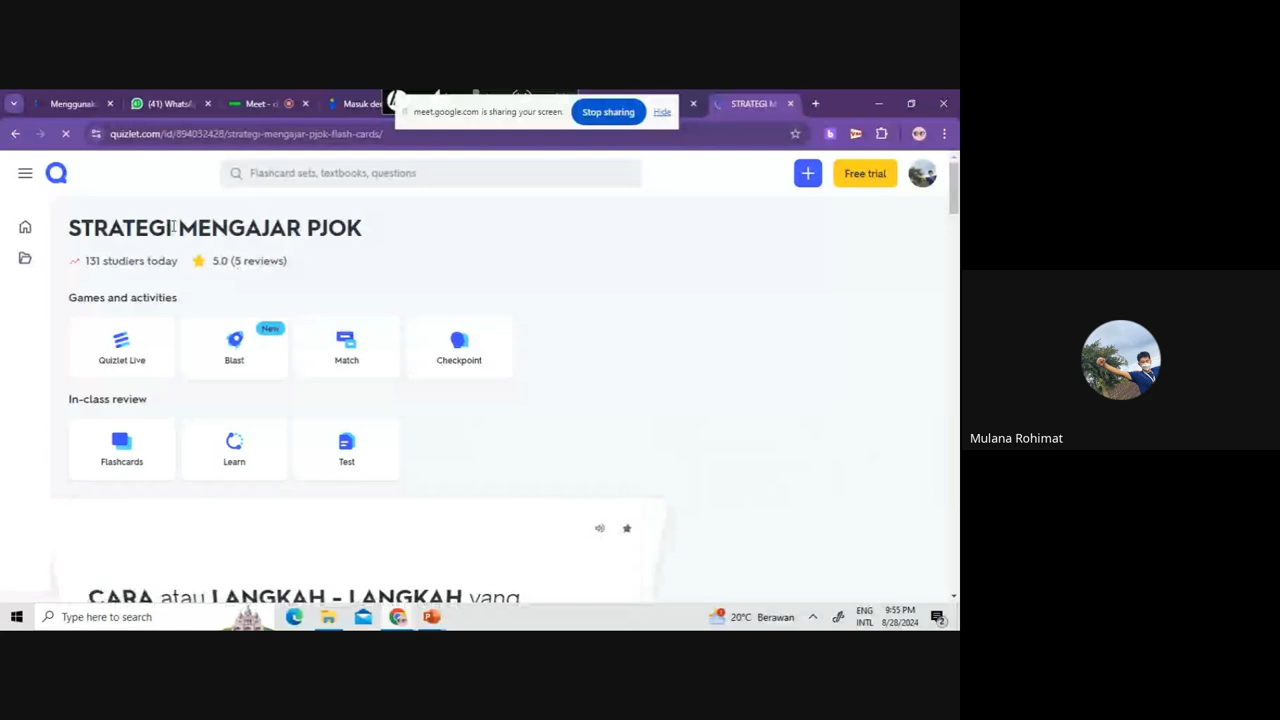 Menggunak
(41) WhatsA
Meet - c
Masuk de
STRATEGI M
meet.google.com is sharing your screen.
Stop sharing
Hide
quizlet.com/id/894032428/strategi-mengajar-pjok-flash-cards/
Flashcard sets, textbooks, questions
Free trial
STRATEGI MENGAJAR PJOK
131 studiers today
5.0 (5 reviews)
Games and activities
New
Quizlet Live
Blast
Match
Checkpoint
In-class review
Flashcards
Learn
Test
CARA atau LANGKAH - LANGKAH yang
Mulana Rohimat
Type here to search
20°C Berawan
ENG
INTL
9:55 PM
8/28/2024
2